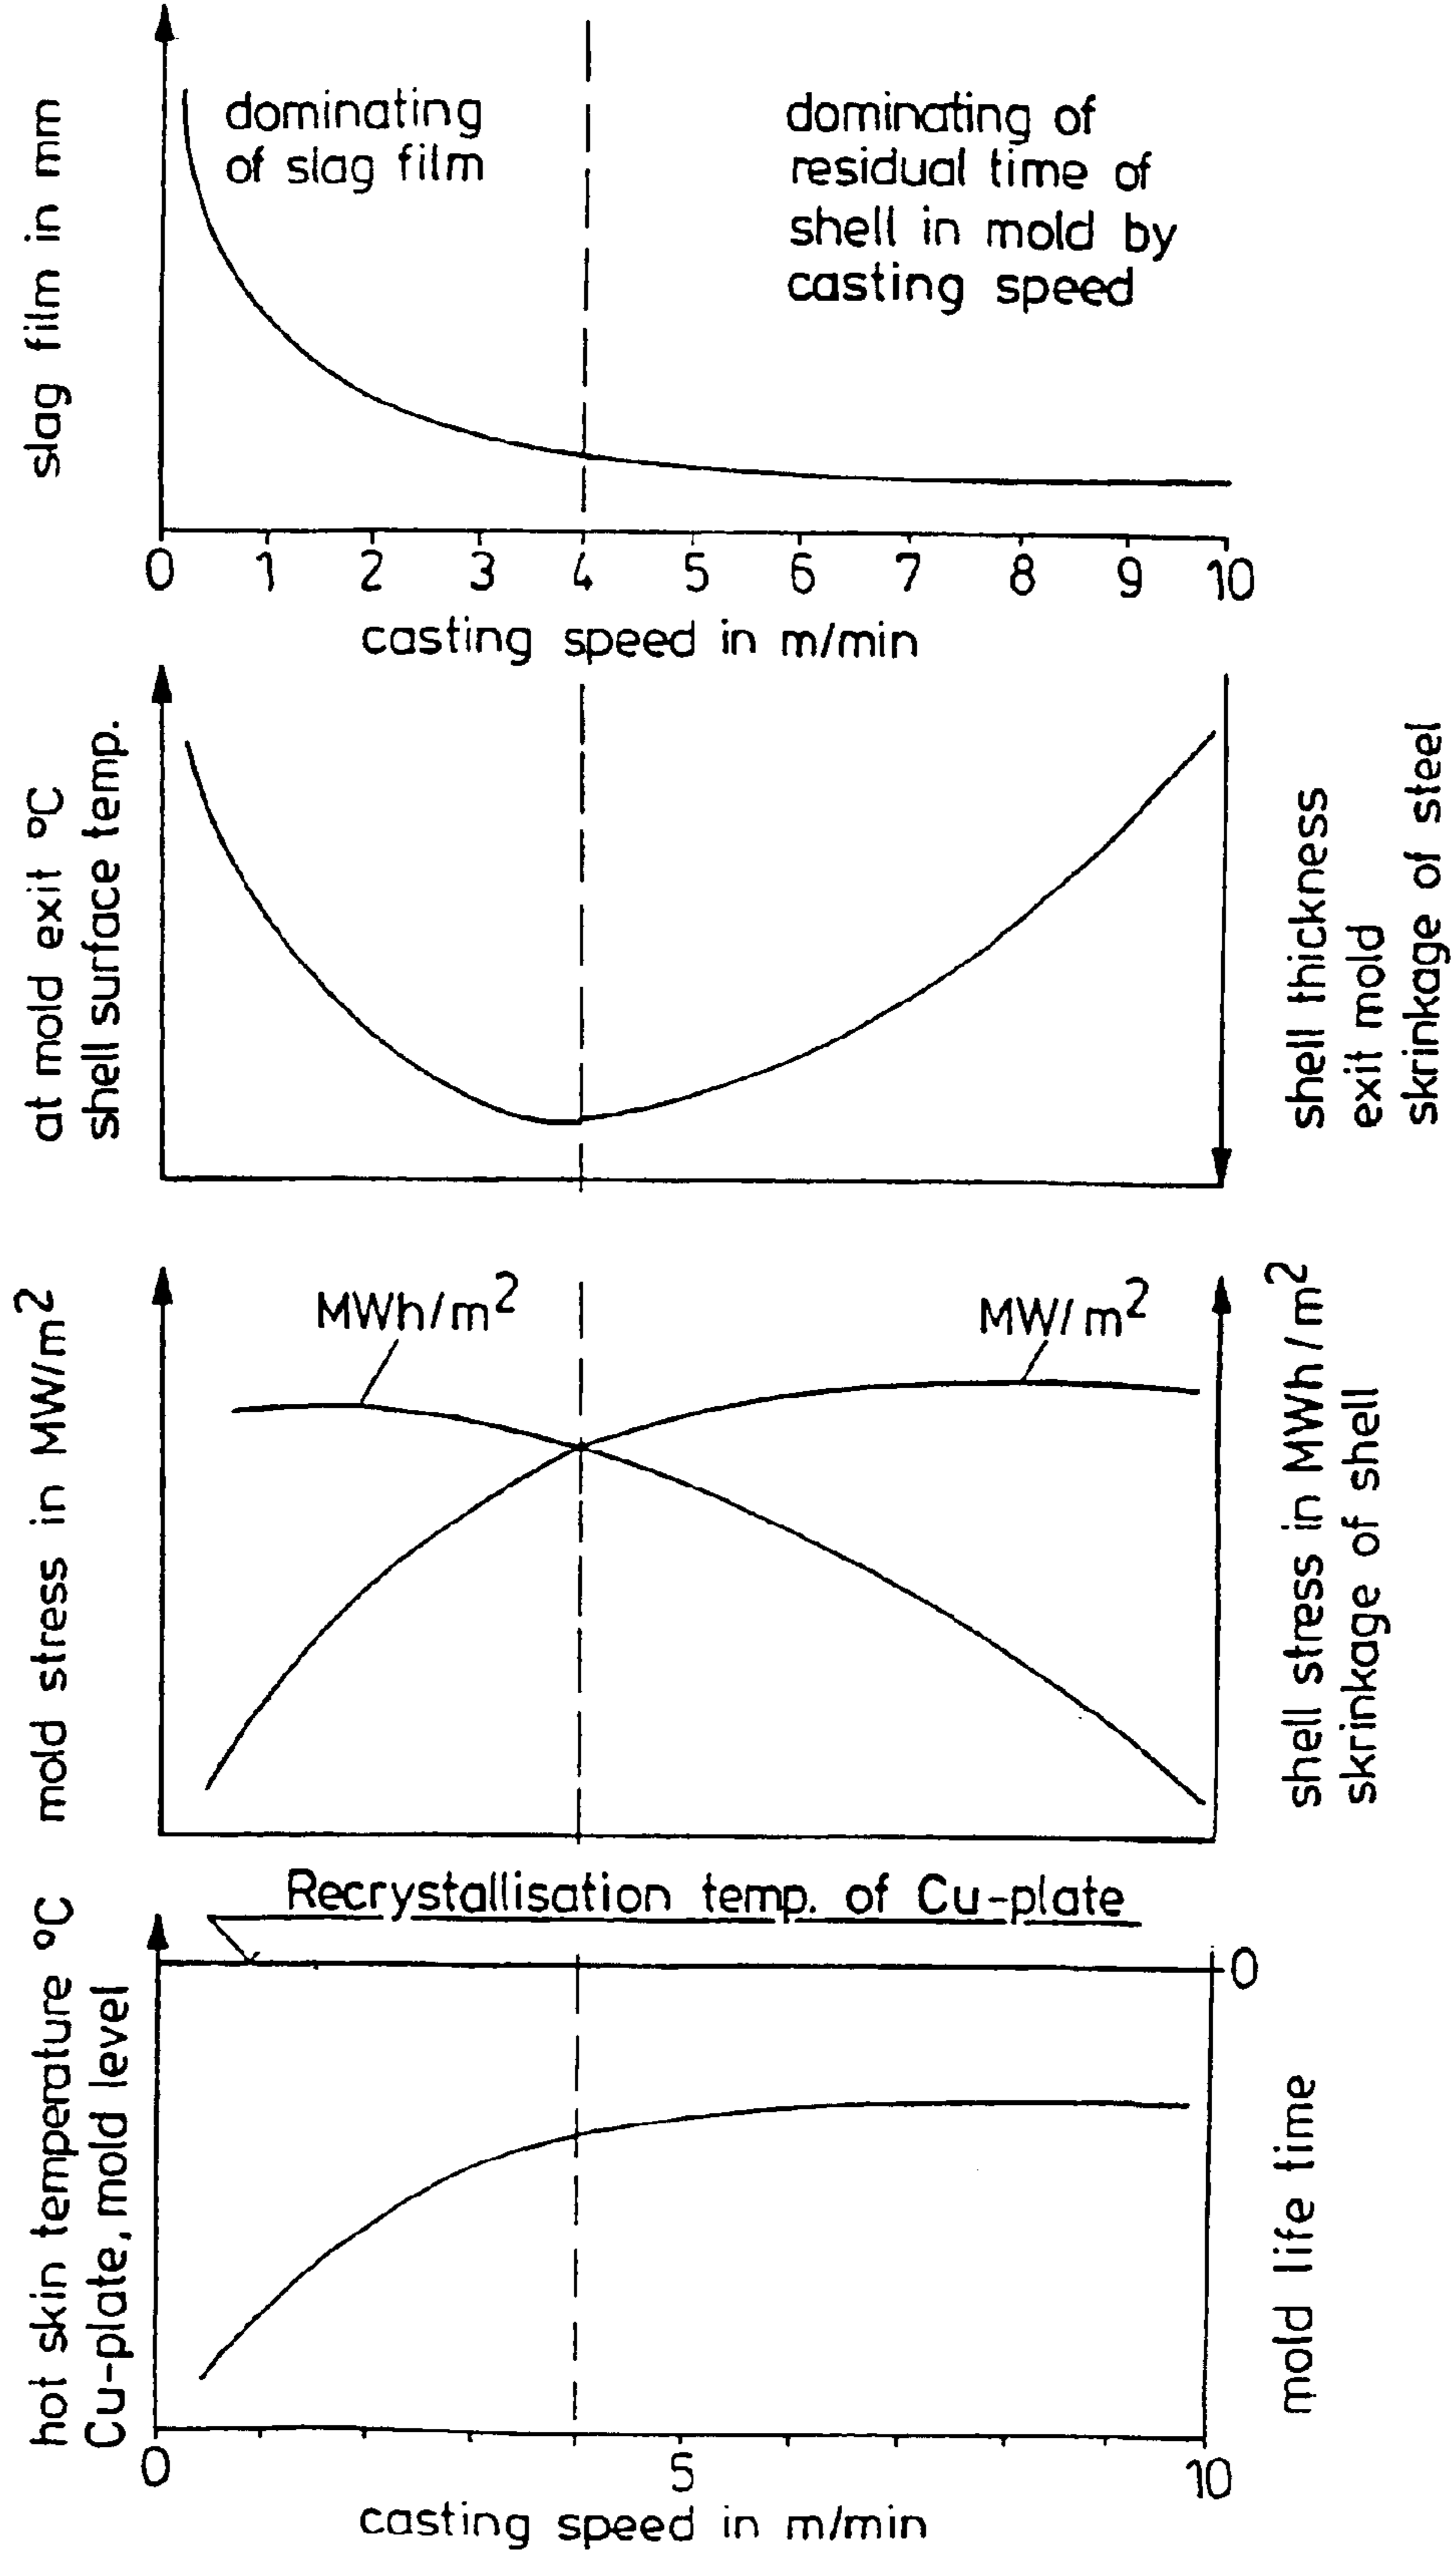 slag film in mm
dominating
of slag film
dominating of
residual time of
shell in mold by
casting speed
0 1 2 3 4 5 6 7 8 9 10
casting speed in m/min
at mold exit °C
shell surface temp.
shell thickness
exit mold
skrinkage of steel
mold stress in MW/m²
MWh/m²
MW/m²
shell stress in MWh/m²
skrinkage of shell
Recrystallisation temp. of Cu-plate
hot skin temperature °C
Cu-plate, mold level
0
mold life time
0 5 10
casting speed in m/min